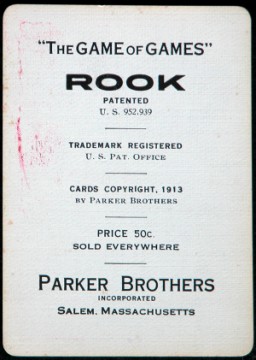 "THE GAME OF GAMES"
ROOK
PATENTED
U. S. 952.939
TRADEMARK REGISTERED
U. S. PAT. OFFICE
CARDS COPYRIGHT, 1913
BY PARKER BROTHERS
PRICE 50c.
SOLD EVERYWHERE
PARKER BROTHERS
INCORPORATED
SALEM, MASSACHUSETTS